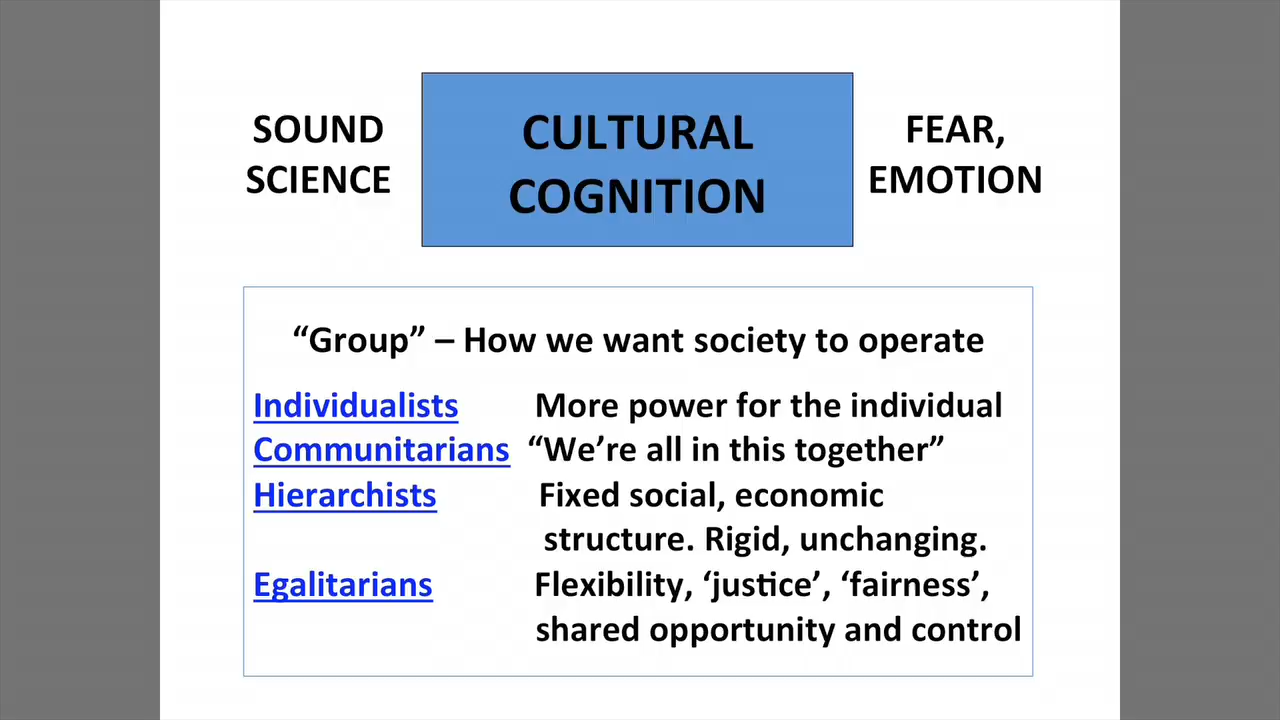 SOUND
SCIENCE
CULTURAL
COGNITION
FEAR,
EMOTION
“Group” – How we want society to operate
Individualists More power for the individual
Communitarians “We’re all in this together”
Hierarchists Fixed social, economic
structure. Rigid, unchanging.
Egalitarians Flexibility, ‘justice’, ‘fairness’,
shared opportunity and control